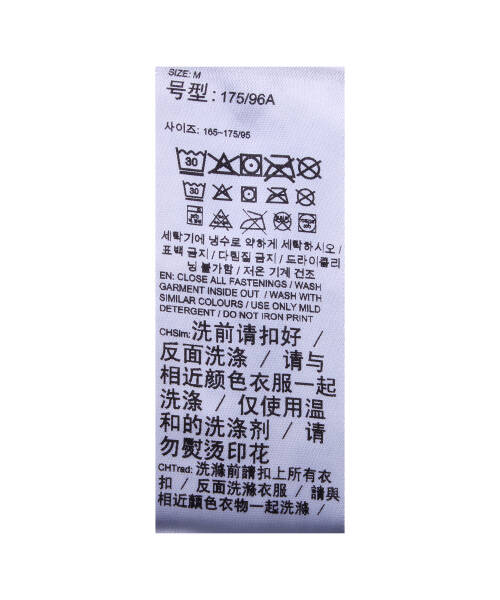 SIZE: M
号型: 175/96A
사이즈: 165~175/95
30
30
세탁기에 냉수로 약하게 세탁하시오 /
표백 금지 / 다림질 금지 / 드라이클리
닝 불가함 / 저온 기계 건조
EN: CLOSE ALL FASTENINGS / WASH
GARMENT INSIDE OUT / WASH WITH
SIMILAR COLOURS / USE ONLY MILD
DETERGENT / DO NOT IRON PRINT
CHSim: 洗前请扣好 /
反面洗涤 / 请与
相近颜色衣服一起
洗涤 / 仅使用温
和的洗涤剂 / 请
勿熨烫印花
CHTrad: 洗滌前請扣上所有衣
扣 / 反面洗滌衣服 / 請與
相近顏色衣物一起洗滌 /